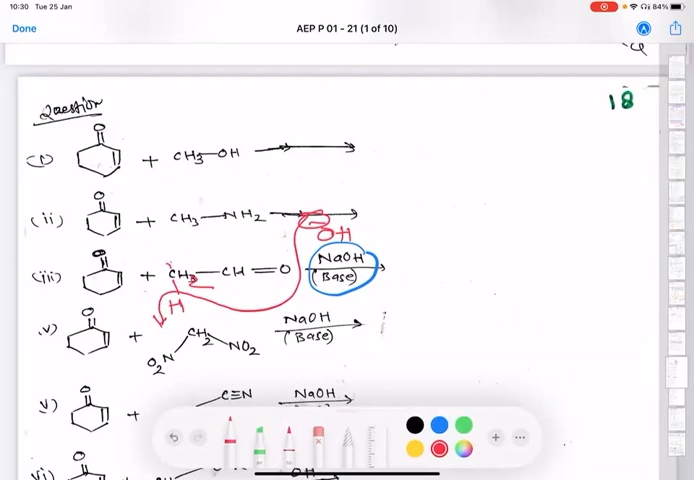 10:30 Tue 25 Jan 84%
Done AEP P 01 - 21 (1 of 10)
18
Question
(i) O + CH3—OH
(ii) O + CH3—NH2
OH
(iii) O + CH3—CH=O NaOH
(Base)
H
O + O2N CH2 NO2 NaOH
(Base)
v) O + C≡N NaOH
vi) O